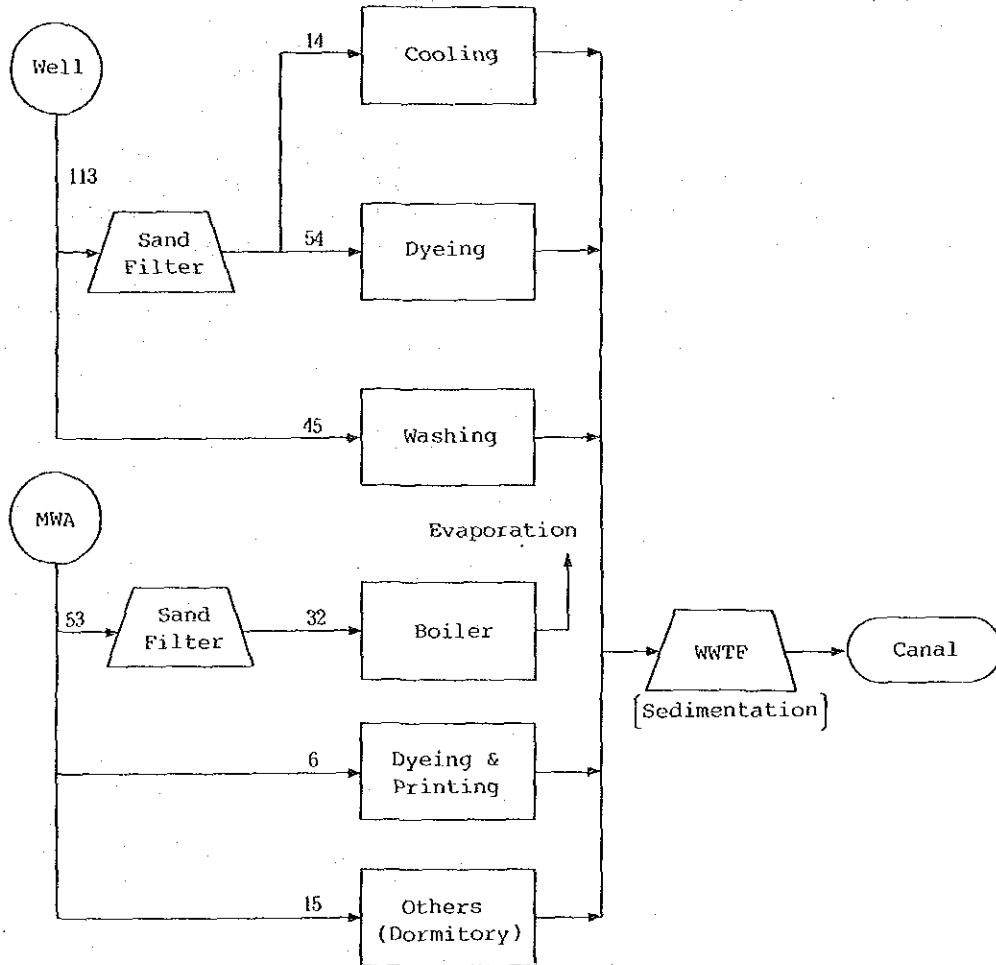 Well
113
Sand
Filter
14
Cooling
54
Dyeing
45
Washing
MWA
53
Sand
Filter
32
Boiler
Evaporation
6
Dyeing &
Printing
15
Others
(Dormitory)
WWTF
[Sedimentation]
Canal